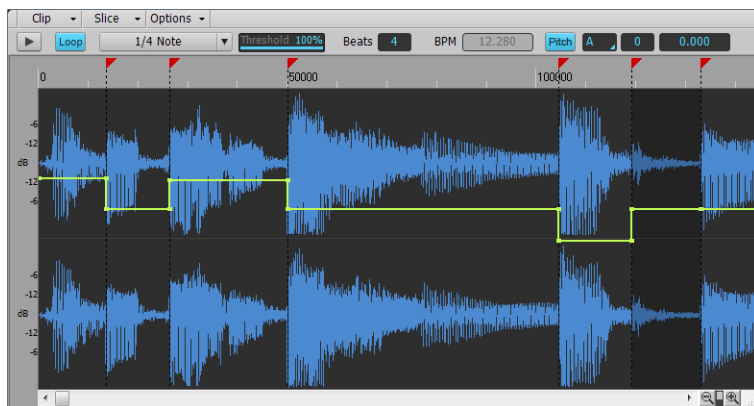 Clip Slice Options
Loop 1/4 Note Threshold 100% Beats 4 BPM 12.280 Pitch A 0 0.000
0 50000 100000
-6
-12
dB
-12
-6
-6
-12
dB
-12
-6